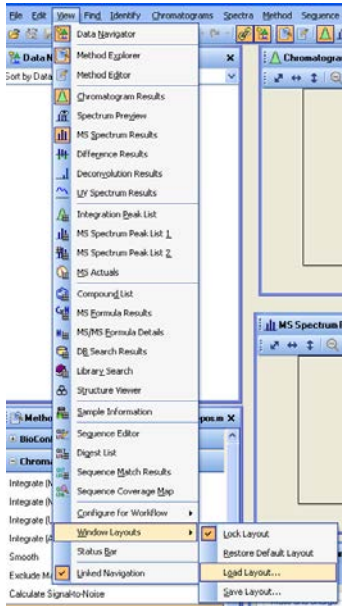 File Edit View Find Identify Chromatograms Spectra Method Sequence
Data Navigator
Method Explorer
Method Editor
Chromatogram Results
Spectrum Preview
MS Spectrum Results
Difference Results
Deconvolution Results
UV Spectrum Results
Integration Peak List
MS Spectrum Peak List 1
MS Spectrum Peak List 2
MS Actuals
Compound List
MS Formula Results
MS/MS Formula Details
DB Search Results
Library Search
Structure Viewer
Sample Information
Sequence Editor
Digest List
Sequence Match Results
Sequence Coverage Map
Configure for Workflow
Window Layouts
Status Bar
Linked Navigation
Lock Layout
Restore Default Layout
Load Layout...
Save Layout...
Data N
Sort by Data
Chromatogra
MS Spectrum
Metho
pos.m X
BioCon
Chroma
Integrate (M
Integrate (M
Integrate (U
Integrate (A
Smooth
Exclude Ma
Calculate Signal-to-Noise